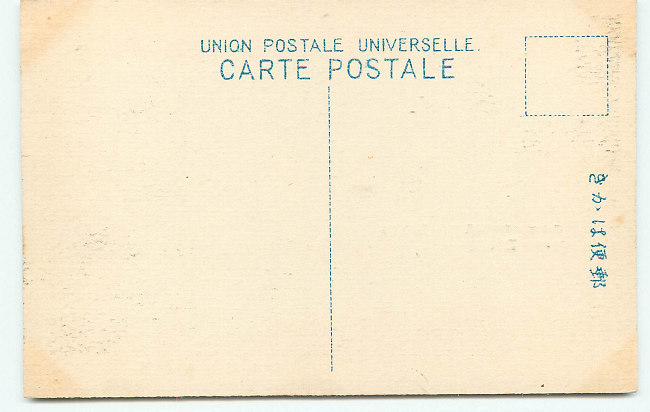 UNION POSTALE UNIVERSELLE.
CARTE POSTALE
きかは便郵